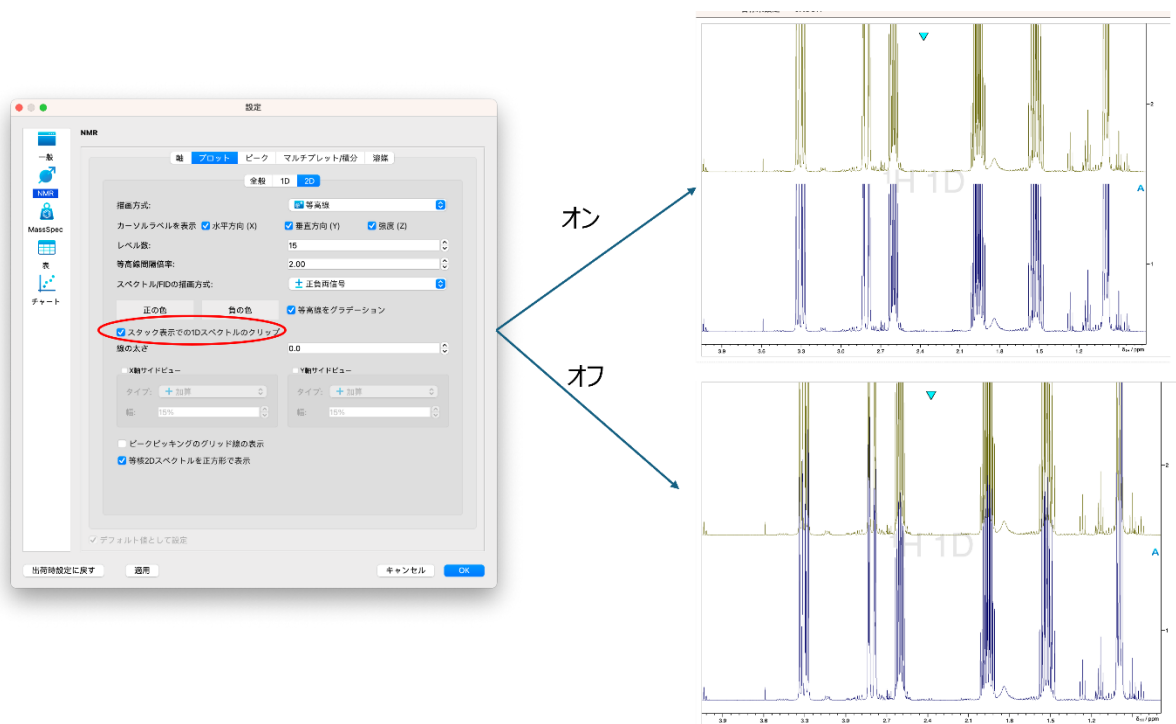 設定
一般
NMR
MassSpec
表
チャート
NMR
軸 プロット ピーク マルチプレット/積分 溶媒
全般 1D 2D
描画方式: 等高線
カーソルラベルを表示 水平方向 (X) 垂直方向 (Y) 強度 (Z)
レベル数: 15
等高線間隔倍率: 2.00
スペクトル/FIDの描画方式: 正負両信号
正の色 負の色 等高線をグラデーション
スタック表示での1Dスペクトルのクリップ
線の太さ 0.0
X軸サイドビュー Y軸サイドビュー
タイプ: + 加算 タイプ: + 加算
幅: 15% 幅: 15%
ピークピッキングのグリッド線の表示
等核2Dスペクトルを正方形で表示
デフォルト値として設定
出荷時設定に戻す 適用 キャンセル OK
オン
オフ
2
¹H 1D
A
1
3.9 3.6 3.3 3.0 2.7 2.4 2.1 1.8 1.5 1.2 / ppm
2
H 1D
A
1
3.9 3.6 3.3 3.0 2.7 2.4 2.1 1.8 1.5 / ppm